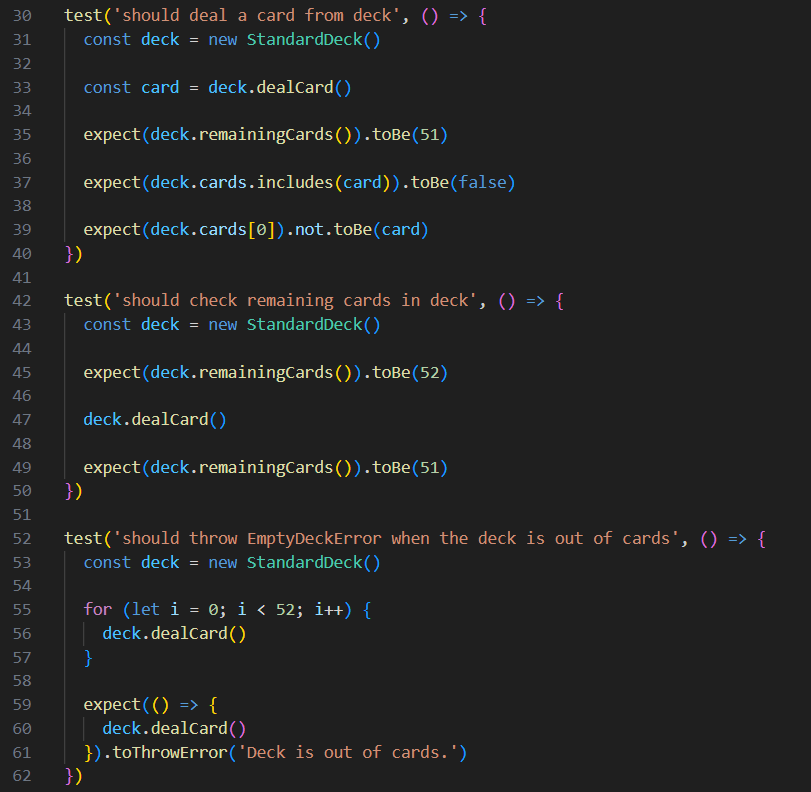 30 test('should deal a card from deck', () => {
31   const deck = new StandardDeck()
32
33   const card = deck.dealCard()
34
35   expect(deck.remainingCards()).toBe(51)
36
37   expect(deck.cards.includes(card)).toBe(false)
38
39   expect(deck.cards[0]).not.toBe(card)
40 })
41
42 test('should check remaining cards in deck', () => {
43   const deck = new StandardDeck()
44
45   expect(deck.remainingCards()).toBe(52)
46
47   deck.dealCard()
48
49   expect(deck.remainingCards()).toBe(51)
50 })
51
52 test('should throw EmptyDeckError when the deck is out of cards', () => {
53   const deck = new StandardDeck()
54
55   for (let i = 0; i < 52; i++) {
56     deck.dealCard()
57   }
58
59   expect(() => {
60     deck.dealCard()
61   }).toThrowError('Deck is out of cards.')
62 })